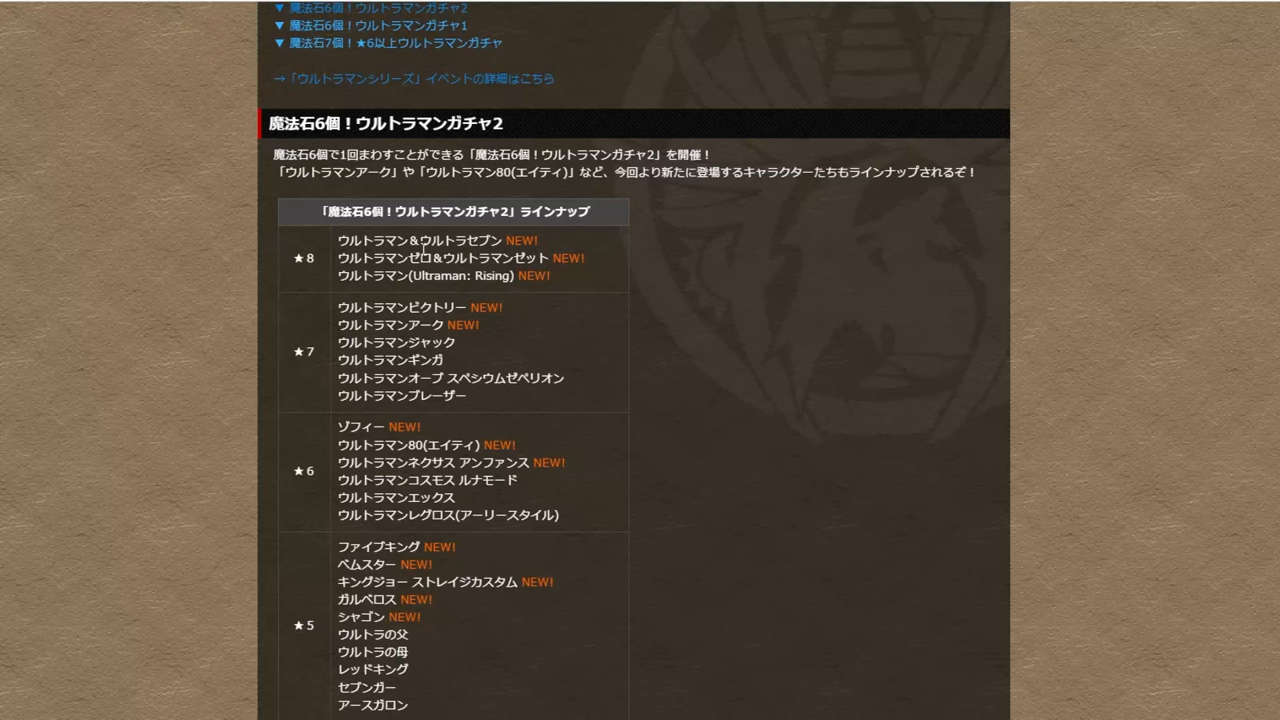 ▼ 魔法石6個！ウルトラマンガチャ2
▼ 魔法石6個！ウルトラマンガチャ1
▼ 魔法石7個！★6以上ウルトラマンガチャ
→「ウルトラマンシリーズ」イベントの詳細はこちら
魔法石6個！ウルトラマンガチャ2
魔法石6個で1回まわすことができる「魔法石6個！ウルトラマンガチャ2」を開催！
「ウルトラマンアーク」や「ウルトラマン80(エイティ)」など、今回より新たに登場するキャラクターたちもラインナップされるぞ！
「魔法石6個！ウルトラマンガチャ2」ラインナップ
★8
ウルトラマン＆ウルトラセブン NEW!
ウルトラマンゼロ＆ウルトラマンゼット NEW!
ウルトラマン(Ultraman: Rising) NEW!
★7
ウルトラマンビクトリー NEW!
ウルトラマンアーク NEW!
ウルトラマンジャック
ウルトラマンギンガ
ウルトラマンオーブ スペシウムゼペリオン
ウルトラマンブレーザー
★6
ゾフィー NEW!
ウルトラマン80(エイティ) NEW!
ウルトラマンネクサス アンファンス NEW!
ウルトラマンコスモス ルナモード
ウルトラマンエックス
ウルトラマンレグロス(アーリースタイル)
★5
ファイブキング NEW!
ベムスター NEW!
キングジョー ストレイジカスタム NEW!
ガルベロス NEW!
シャゴン NEW!
ウルトラの父
ウルトラの母
レッドキング
セブンガー
アースガロン